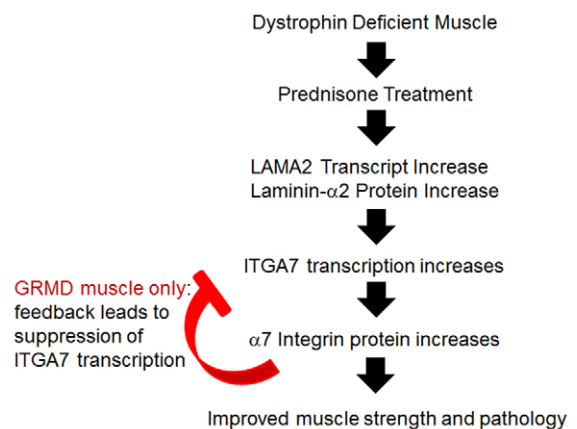 Dystrophin Deficient Muscle
Prednisone Treatment
LAMA2 Transcript Increase
Laminin-α2 Protein Increase
ITGA7 transcription increases
GRMD muscle only:
feedback leads to
suppression of
ITGA7 transcription
α7 Integrin protein increases
Improved muscle strength and pathology